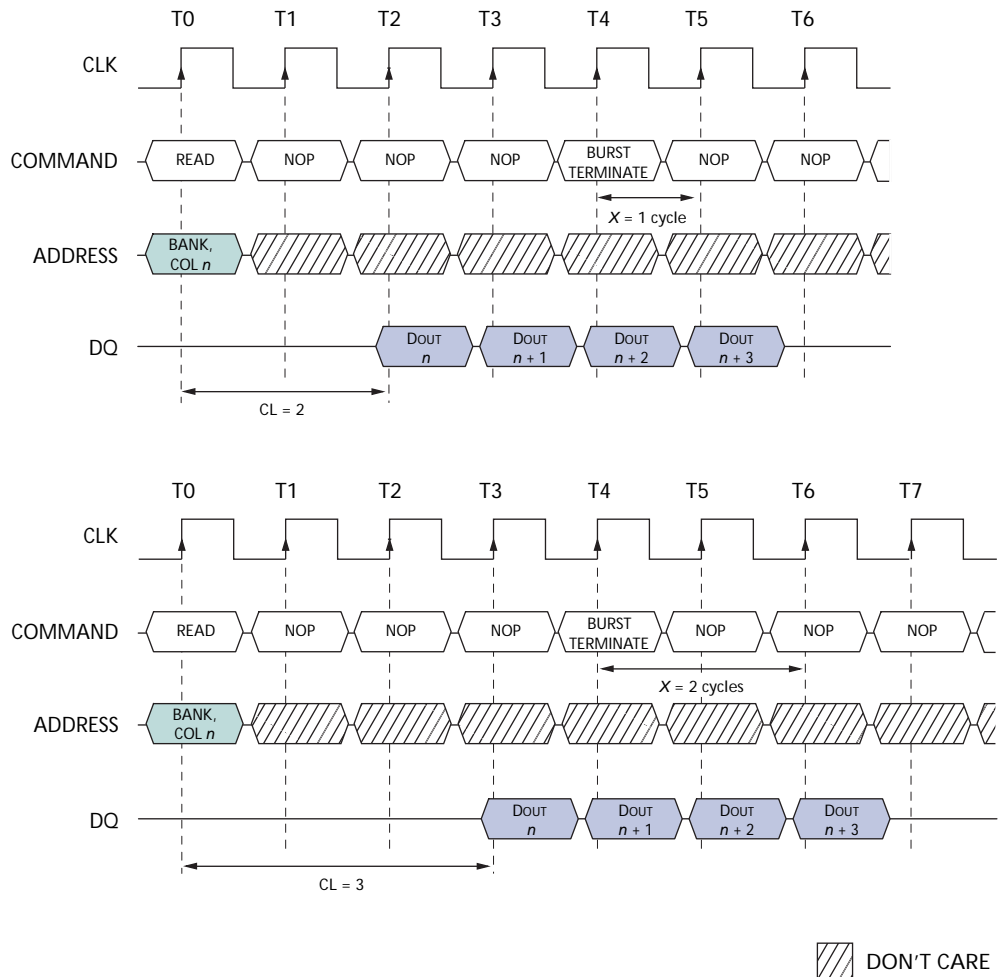 T0 T1 T2 T3 T4 T5 T6
CLK
COMMAND READ NOP NOP NOP BURST TERMINATE NOP NOP
X = 1 cycle
ADDRESS BANK, COL n
DQ DOUT n DOUT n + 1 DOUT n + 2 DOUT n + 3
CL = 2
T0 T1 T2 T3 T4 T5 T6 T7
CLK
COMMAND READ NOP NOP NOP BURST TERMINATE NOP NOP NOP
X = 2 cycles
ADDRESS BANK, COL n
DQ DOUT n DOUT n + 1 DOUT n + 2 DOUT n + 3
CL = 3
DON'T CARE